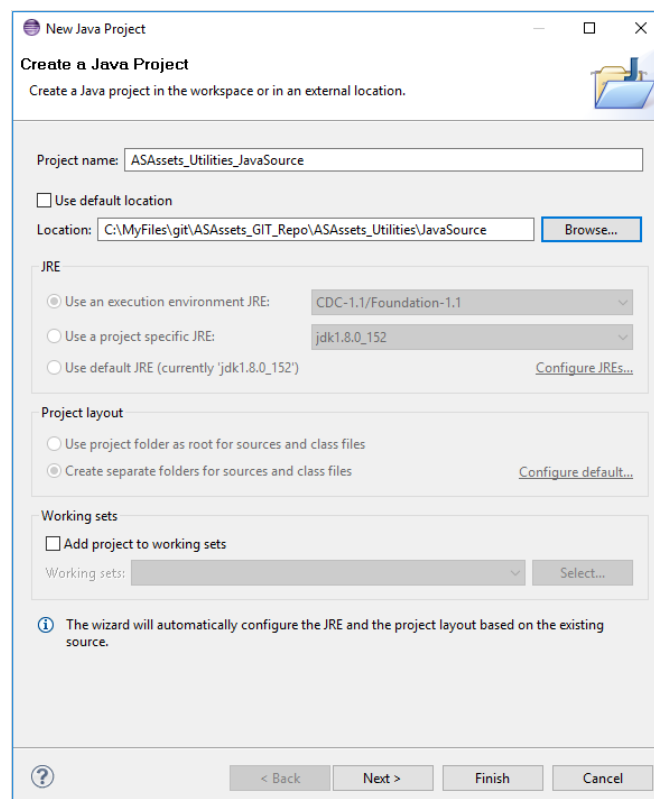 New Java Project
Create a Java Project
Create a Java project in the workspace or in an external location.
Project name: ASAssets_Utilities_JavaSource
Use default location
Location: C:\MyFiles\git\ASAssets_GIT_Repo\ASAssets_Utilities\JavaSource Browse...
JRE
Use an execution environment JRE: CDC-1.1/Foundation-1.1
Use a project specific JRE: jdk1.8.0_152
Use default JRE (currently 'jdk1.8.0_152') Configure JREs...
Project layout
Use project folder as root for sources and class files
Create separate folders for sources and class files Configure default...
Working sets
Add project to working sets
Working sets: Select...
The wizard will automatically configure the JRE and the project layout based on the existing
source.
< Back Next > Finish Cancel